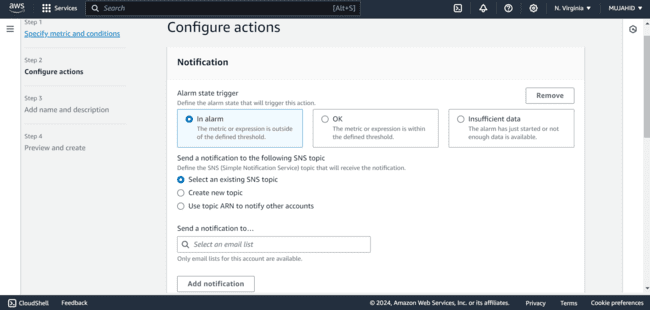 aws
Services
Search
[Alt+S]
N. Virginia ▼
MUJAHID ▼
Step 1
Specify metric and conditions
Step 2
Configure actions
Step 3
Add name and description
Step 4
Preview and create
Configure actions
Notification
Alarm state trigger
Define the alarm state that will trigger this action.
Remove
In alarm
The metric or expression is outside
of the defined threshold.
OK
The metric or expression is within
the defined threshold.
Insufficient data
The alarm has just started or not
enough data is available.
Send a notification to the following SNS topic
Define the SNS (Simple Notification Service) topic that will receive the notification.
Select an existing SNS topic
Create new topic
Use topic ARN to notify other accounts
Send a notification to...
Select an email list
Only email lists for this account are available.
Add notification
CloudShell
Feedback
© 2024, Amazon Web Services, Inc. or its affiliates.
Privacy
Terms
Cookie preferences